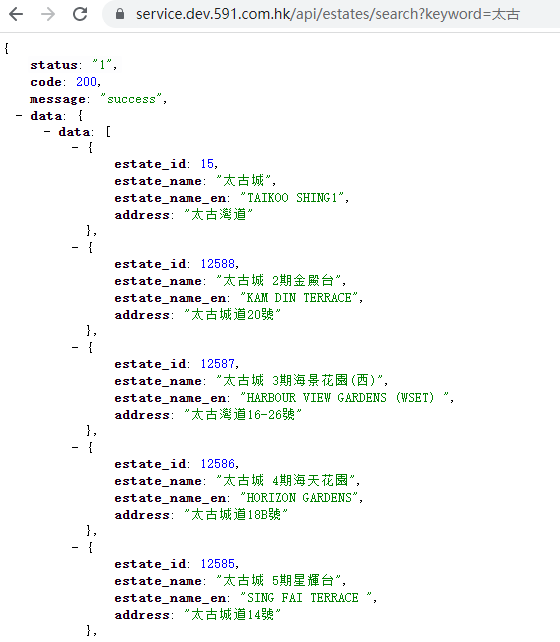 service.dev.591.com.hk/api/estates/search?keyword=太古
{
status: "1",
code: 200,
message: "success",
- data: {
- data: [
- {
estate_id: 15,
estate_name: "太古城",
estate_name_en: "TAIKOO SHING1",
address: "太古灣道"
},
- {
estate_id: 12588,
estate_name: "太古城 2期金殿台",
estate_name_en: "KAM DIN TERRACE",
address: "太古城道20號"
},
- {
estate_id: 12587,
estate_name: "太古城 3期海景花園(西)",
estate_name_en: "HARBOUR VIEW GARDENS (WSET) ",
address: "太古灣道16-26號"
},
- {
estate_id: 12586,
estate_name: "太古城 4期海天花園",
estate_name_en: "HORIZON GARDENS",
address: "太古城道18B號"
},
- {
estate_id: 12585,
estate_name: "太古城 5期星輝台",
estate_name_en: "SING FAI TERRACE ",
address: "太古城道14號"
},